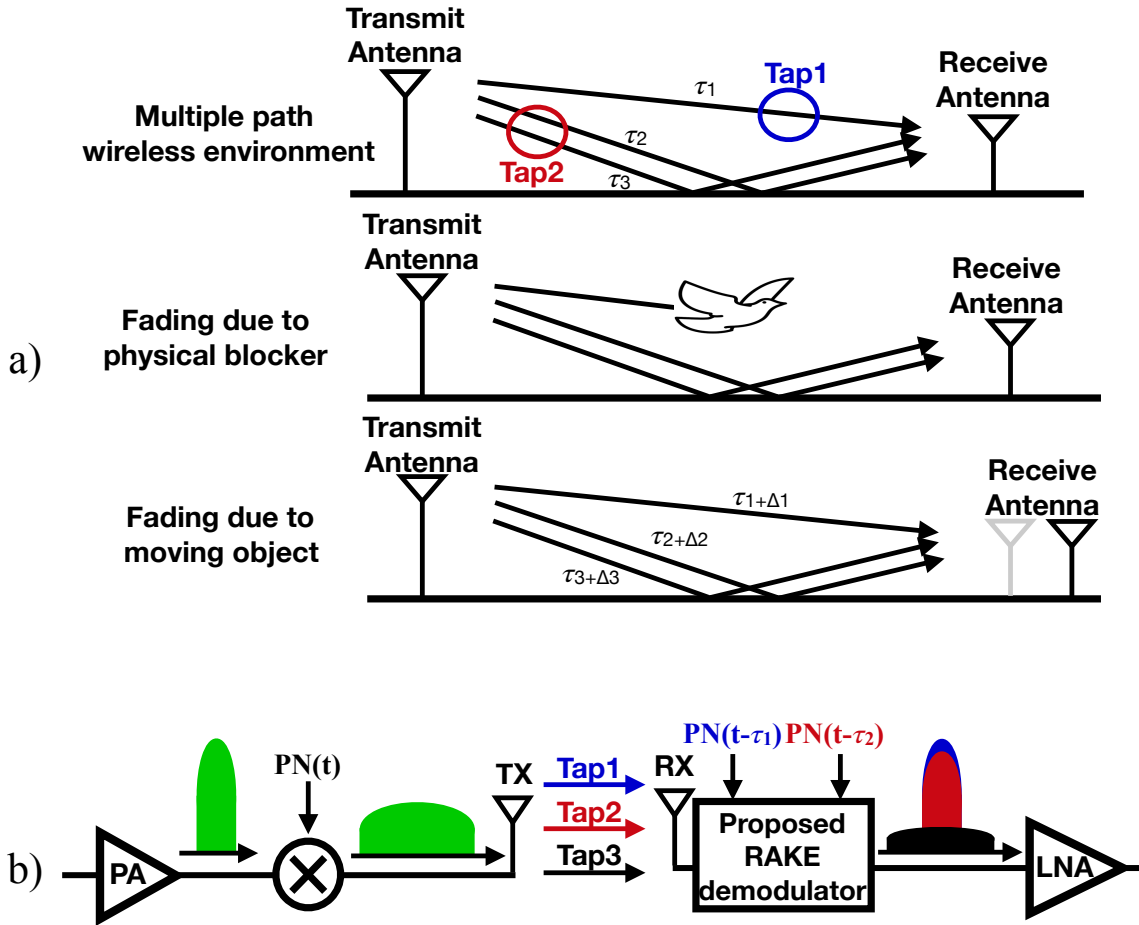 a)
Transmit
Antenna
Multiple path
wireless environment
τ1
Tap1
Tap2
τ2
τ3
Receive
Antenna
Transmit
Antenna
Fading due to
physical blocker
Receive
Antenna
Transmit
Antenna
Fading due to
moving object
τ1+Δ1
τ2+Δ2
τ3+Δ3
Receive
Antenna
b)
PA
PN(t)
TX
Tap1
Tap2
Tap3
RX
PN(t-τ1) PN(t-τ2)
Proposed
RAKE
demodulator
LNA